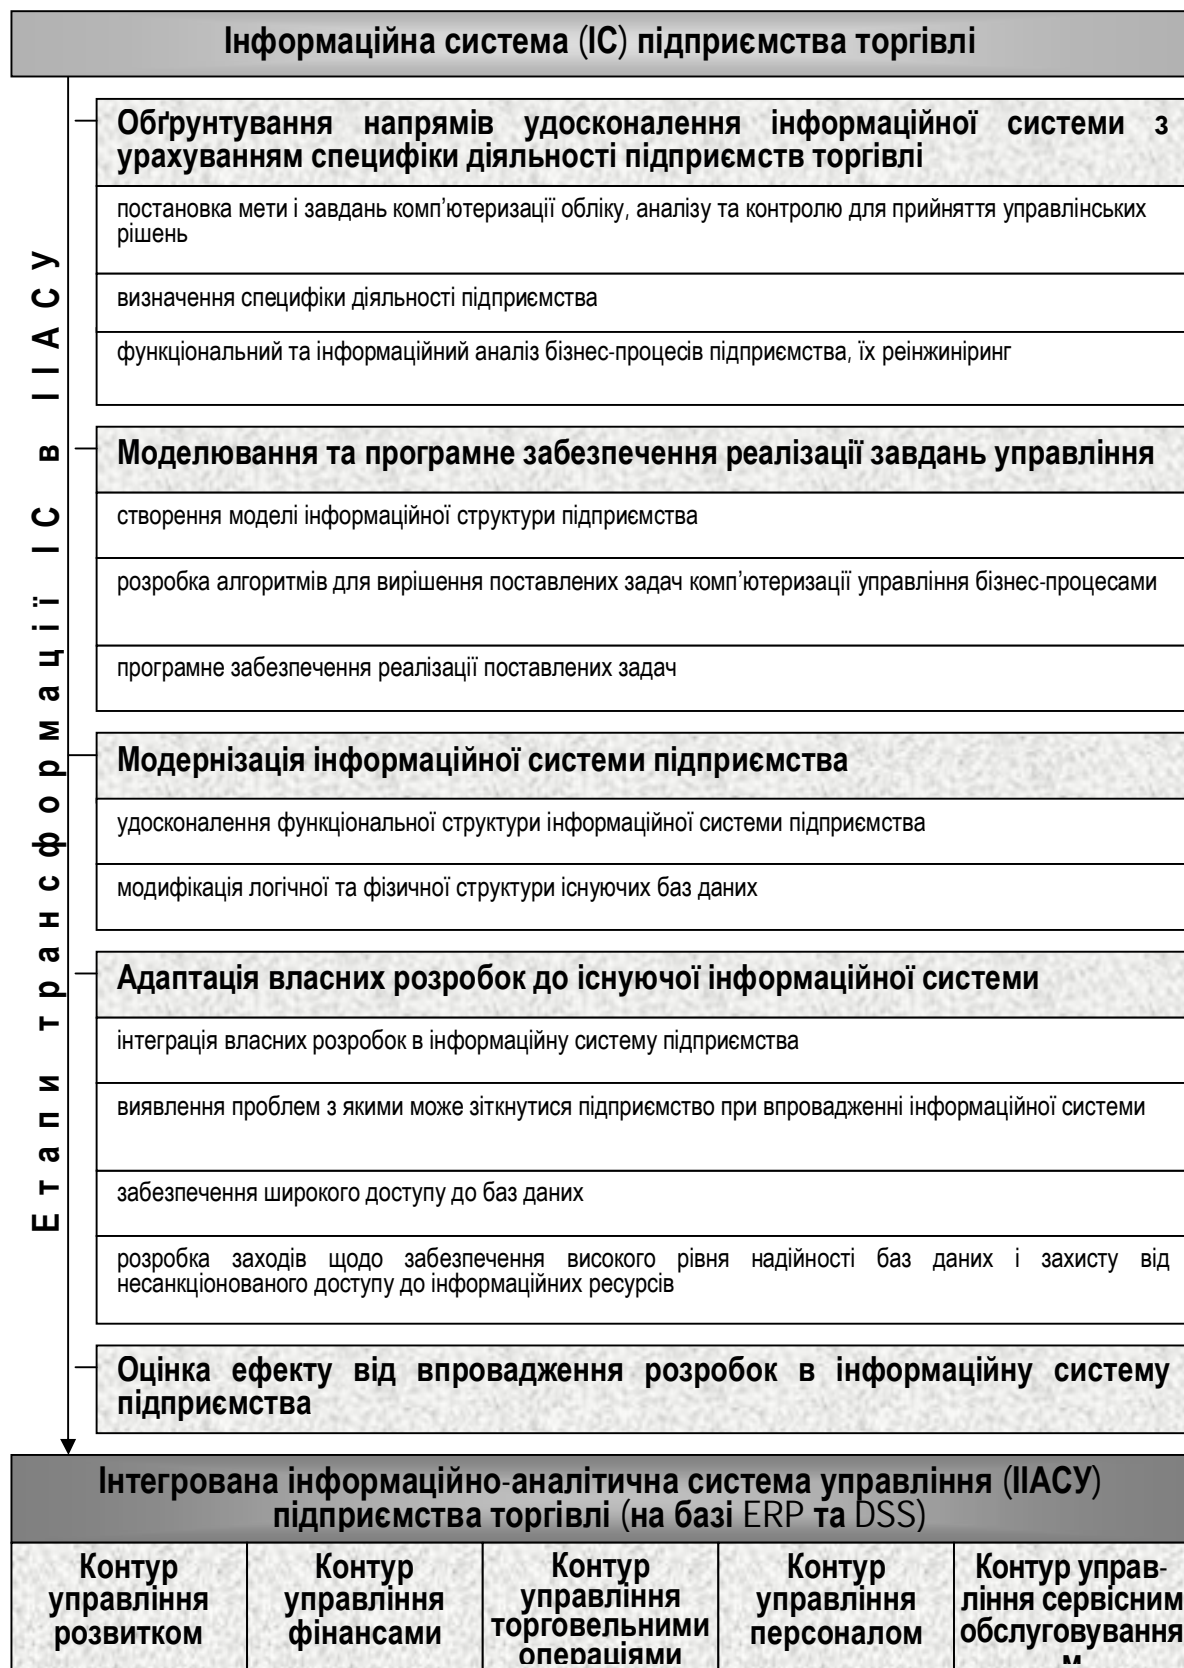 Інформаційна система (ІС) підприємства торгівлі
Етапи трансформації ІС в ІІАСУ
Обґрунтування напрямів удосконалення інформаційної системи з
урахуванням специфіки діяльності підприємств торгівлі
постановка мети і завдань комп'ютеризації обліку, аналізу та контролю для прийняття управлінських
рішень
визначення специфіки діяльності підприємства
функціональний та інформаційний аналіз бізнес-процесів підприємства, їх реінжиніринг
Моделювання та програмне забезпечення реалізації завдань управління
створення моделі інформаційної структури підприємства
розробка алгоритмів для вирішення поставлених задач комп'ютеризації управління бізнес-процесами
програмне забезпечення реалізації поставлених задач
Модернізація інформаційної системи підприємства
удосконалення функціональної структури інформаційної системи підприємства
модифікація логічної та фізичної структури існуючих баз даних
Адаптація власних розробок до існуючої інформаційної системи
інтеграція власних розробок в інформаційну систему підприємства
виявлення проблем з якими може зіткнутися підприємство при впровадженні інформаційної системи
забезпечення широкого доступу до баз даних
розробка заходів щодо забезпечення високого рівня надійності баз даних і захисту від
несанкціонованого доступу до інформаційних ресурсів
Оцінка ефекту від впровадження розробок в інформаційну систему
підприємства
Інтегрована інформаційно-аналітична система управління (ІІАСУ)
підприємства торгівлі (на базі ERP та DSS)
Контур
управління
розвитком
Контур
управління
фінансами
Контур
управління
торговельними
операціями
Контур
управління
персоналом
Контур управ-
ління сервісним
обслуговування
м